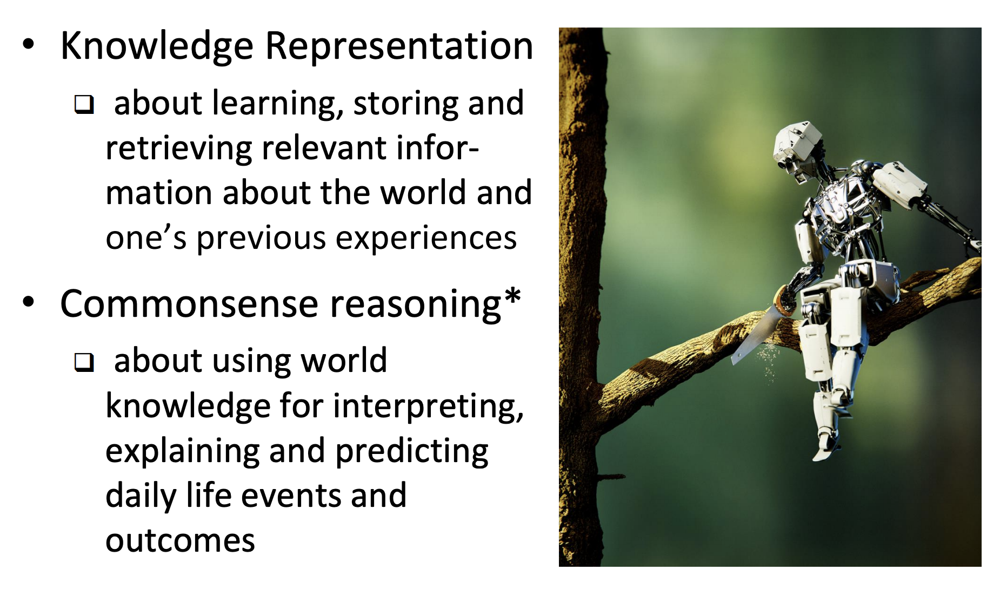 • Knowledge Representation
❑ about learning, storing and
retrieving relevant infor-
mation about the world and
one’s previous experiences
• Commonsense reasoning*
❑ about using world
knowledge for interpreting,
explaining and predicting
daily life events and
outcomes